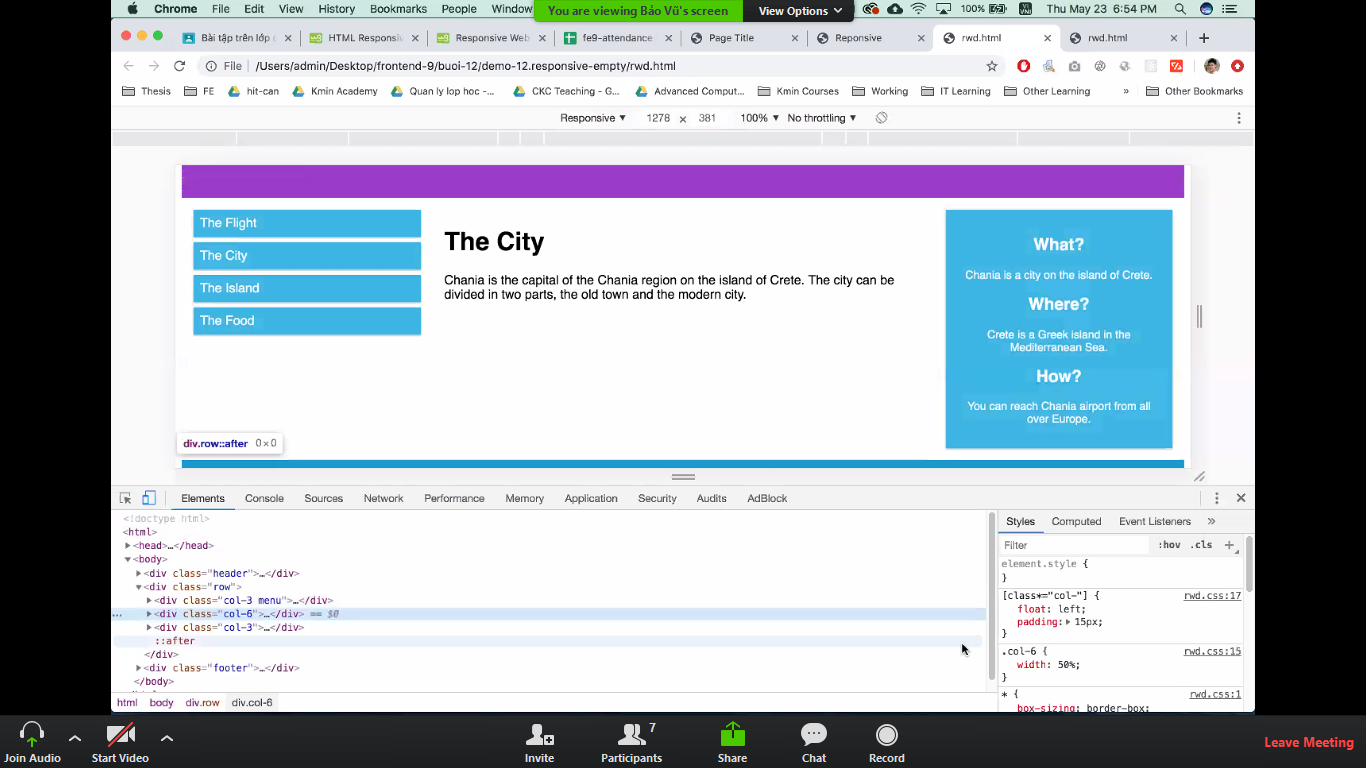 Chrome File Edit View History Bookmarks People Window
You are viewing Bảo Vũ's screen View Options
100% Thu May 23 6:54 PM
Bài tập trên lớp HTML Responsiv Responsive Web fe9-attendance Page Title Reponsive rwd.html rwd.html
File /Users/admin/Desktop/frontend-9/buoi-12/demo-12.responsive-empty/rwd.html
Thesis FE hit-can Kmin Academy Quan ly lop hoc -... CKC Teaching - G... Advanced Comput... Kmin Courses Working IT Learning Other Learning » Other Bookmarks
Responsive ▼ 1278 × 381 100% ▼ No throttling ▼
The Flight
The City
The Island
The Food
The City
Chania is the capital of the Chania region on the island of Crete. The city can be
divided in two parts, the old town and the modern city.
What?
Chania is a city on the island of Crete.
Where?
Crete is a Greek island in the
Mediterranean Sea.
How?
You can reach Chania airport from all
over Europe.
div.row::after 0 × 0
Elements Console Sources Network Performance Memory Application Security Audits AdBlock
<!doctype html>
<html>
▶<head>…</head>
▼<body>
▶<div class="header">…</div>
▼<div class="row">
▶<div class="col-3 menu">…</div>
… ▶<div class="col-6">…</div> == $0
▶<div class="col-3">…</div>
::after
</div>
▶<div class="footer">…</div>
</body>
html body div.row div.col-6
Styles Computed Event Listeners »
Filter :hov .cls +
element.style {
}
[class*="col-"] { rwd.css:17
float: left;
padding:▶15px;
}
.col-6 { rwd.css:15
width: 50%;
}
* { rwd.css:1
box-sizing: border-box;
Join Audio Start Video Invite Participants 7 Share Chat Record Leave Meeting